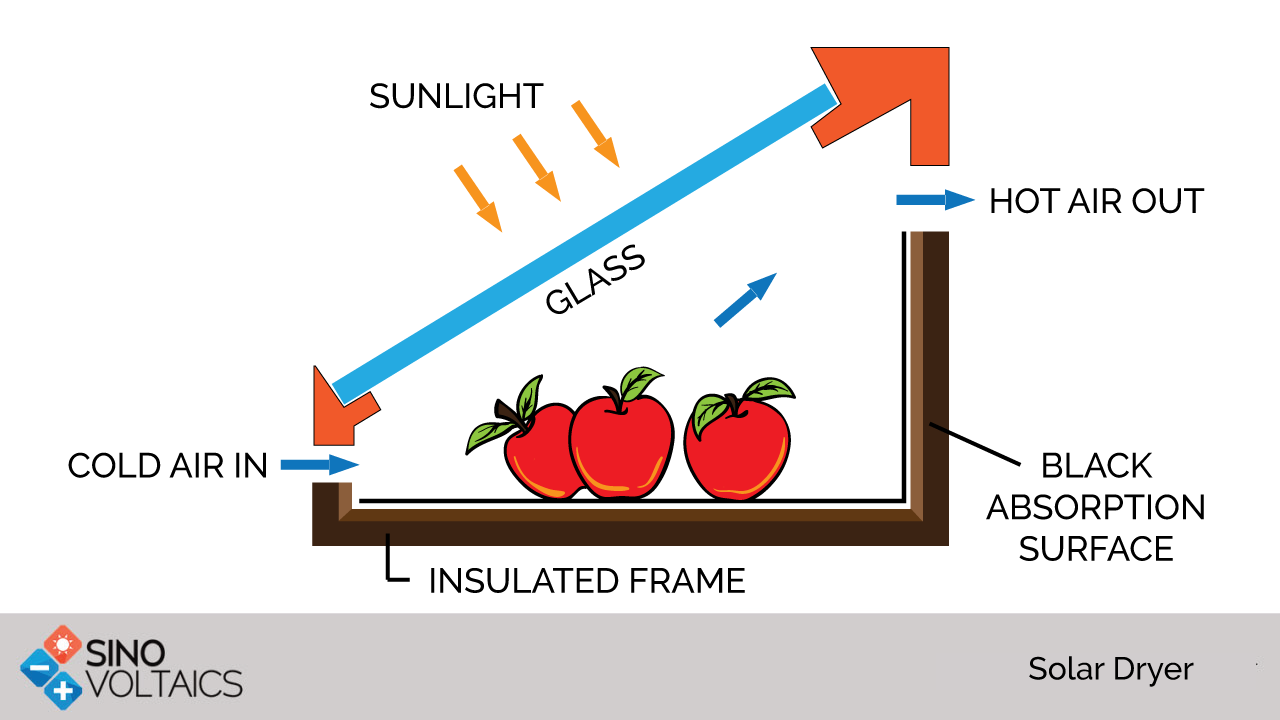 SUNLIGHT
HOT AIR OUT
GLASS
COLD AIR IN
BLACK
ABSORPTION
SURFACE
INSULATED FRAME
SINO
VOLTAICS
Solar Dryer